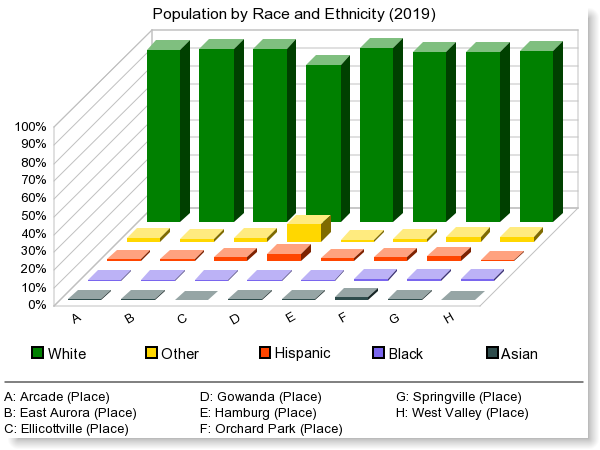 Population by Race and Ethnicity (2019)
100%
90%
80%
70%
60%
50%
40%
30%
20%
10%
0%
A B C D E F G H
White Other Hispanic Black Asian
A: Arcade (Place) D: Gowanda (Place) G: Springville (Place)
B: East Aurora (Place) E: Hamburg (Place) H: West Valley (Place)
C: Ellicottville (Place) F: Orchard Park (Place)